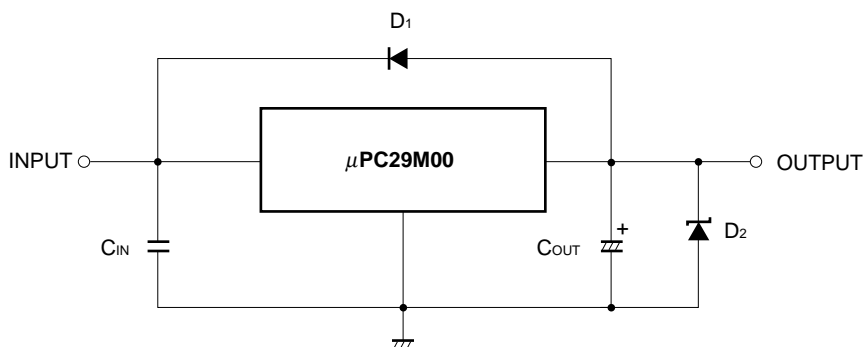 D1
INPUT
μPC29M00
OUTPUT
CIN
COUT
+
D2